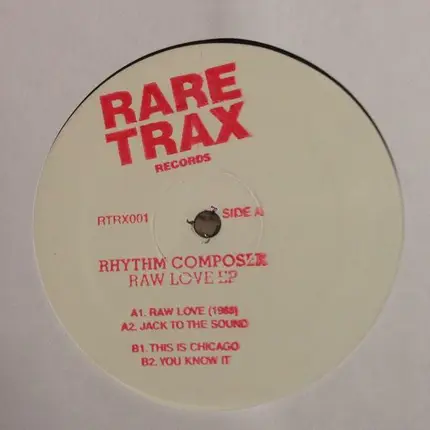 RARE
TRAX
RECORDS
RTRX001 SIDE A
RHYTHM COMPOSER
RAW LOVE EP
A1. RAW LOVE (1988)
A2. JACK TO THE SOUND
B1. THIS IS CHICAGO
B2. YOU KNOW IT